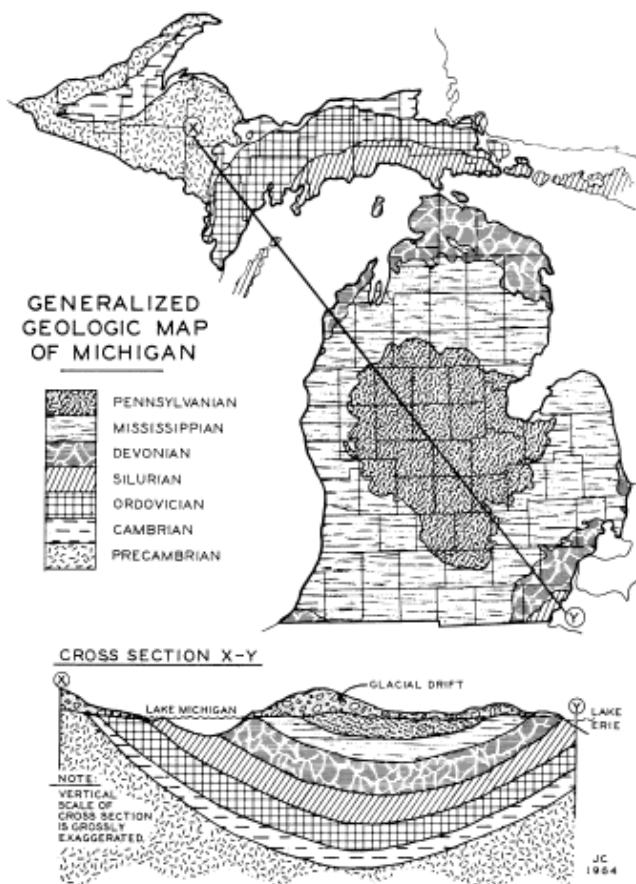 X
GENERALIZED
GEOLOGIC MAP
OF MICHIGAN
PENNSYLVANIAN
MISSISSIPPIAN
DEVONIAN
SILURIAN
ORDOVICIAN
CAMBRIAN
PRECAMBRIAN
Y
CROSS SECTION X-Y
X
GLACIAL DRIFT
LAKE MICHIGAN
Y
LAKE
ERIE
NOTE:
VERTICAL
SCALE OF
CROSS SECTION
IS GROSSLY
EXAGGERATED.
JC
1964